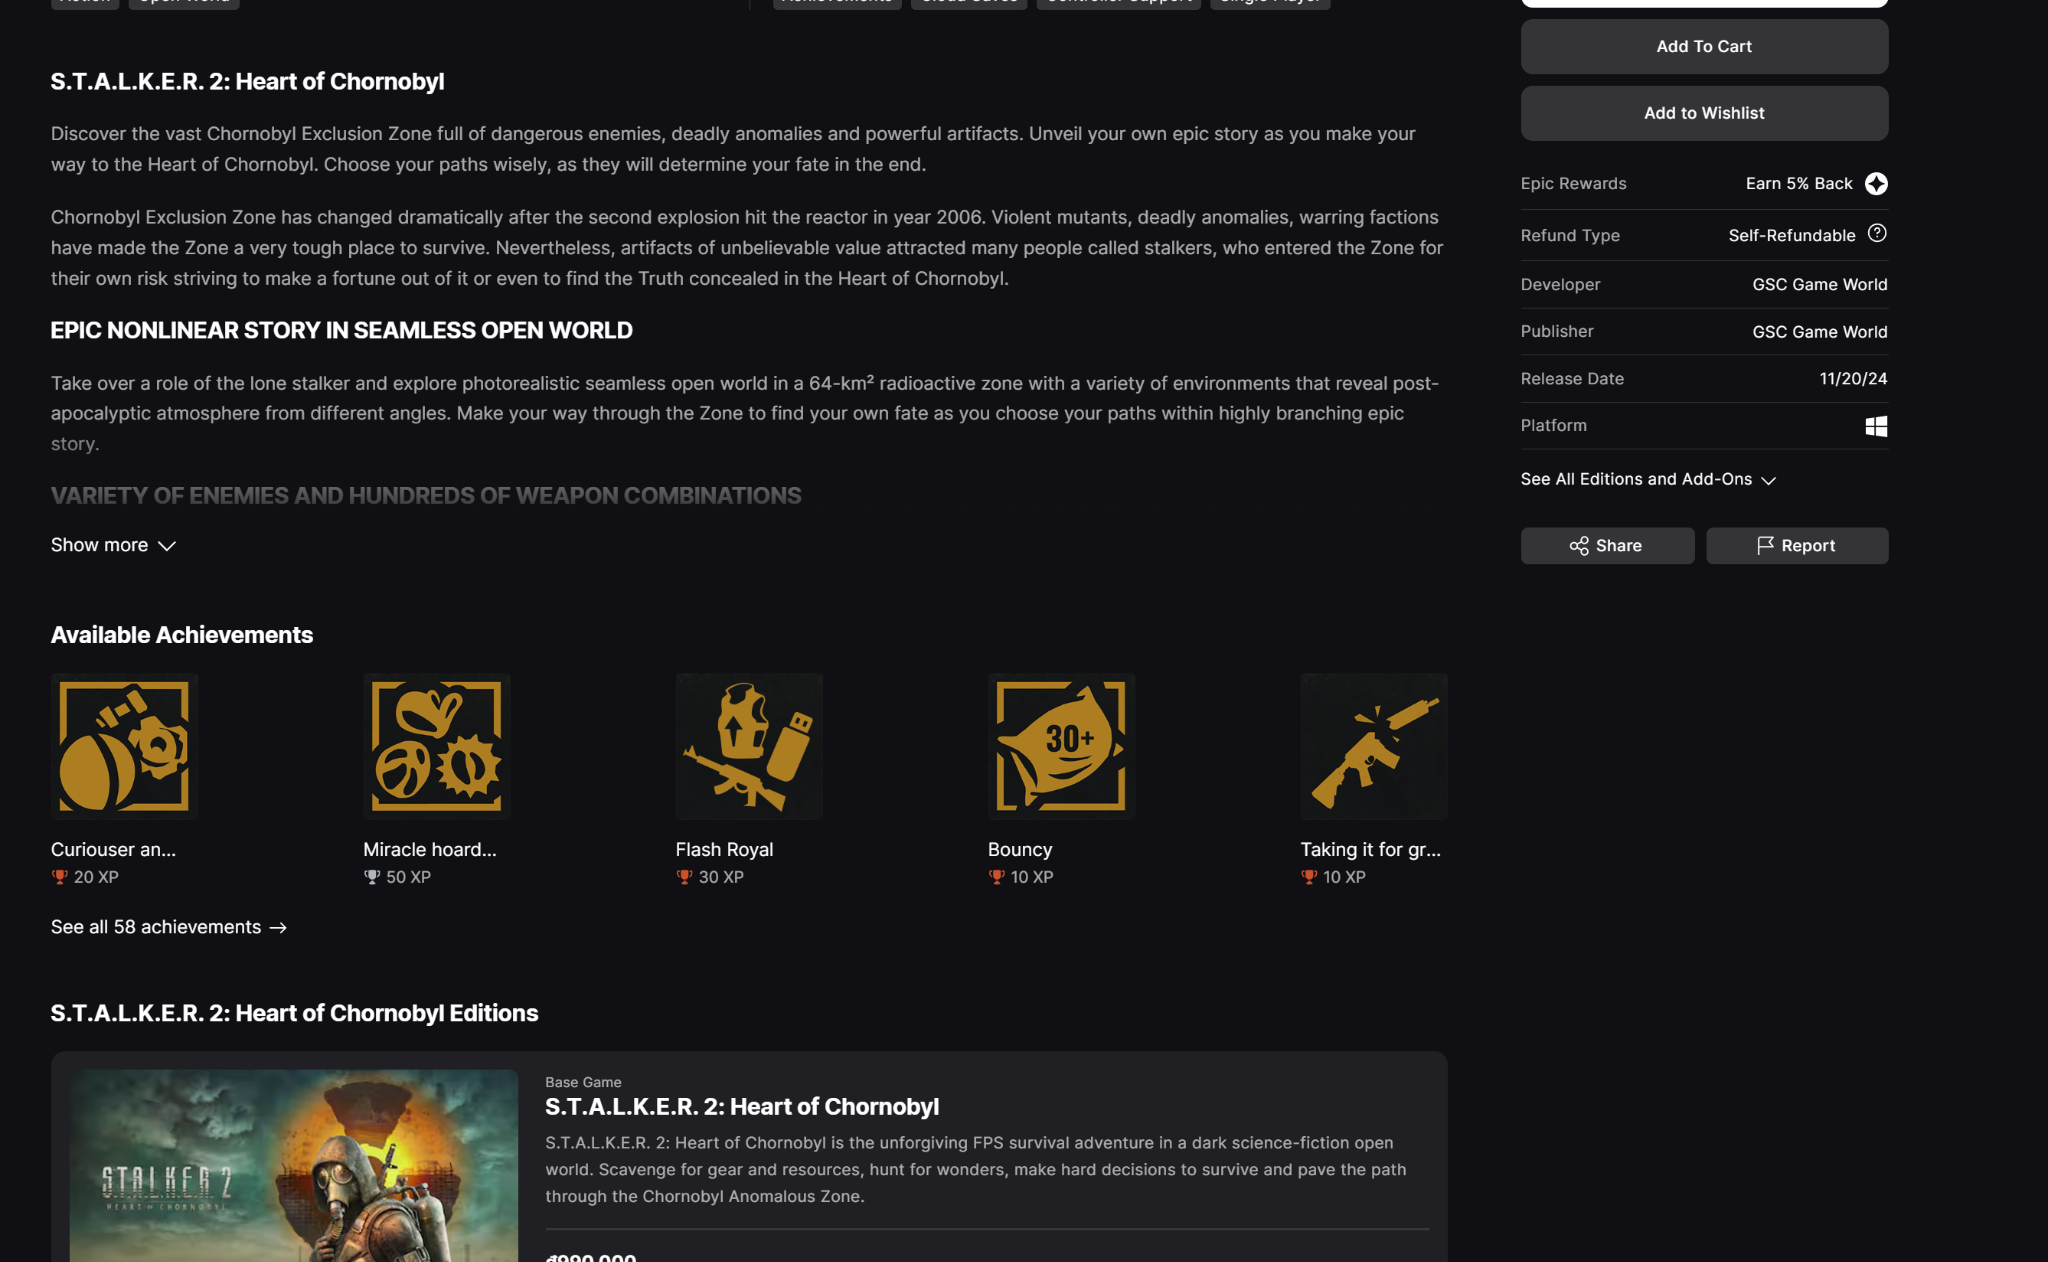 Action
Open World
Achievements
Cloud Saves
Controller Support
Single Player
S.T.A.L.K.E.R. 2: Heart of Chornobyl
Discover the vast Chornobyl Exclusion Zone full of dangerous enemies, deadly anomalies and powerful artifacts. Unveil your own epic story as you make your
way to the Heart of Chornobyl. Choose your paths wisely, as they will determine your fate in the end.
Chornobyl Exclusion Zone has changed dramatically after the second explosion hit the reactor in year 2006. Violent mutants, deadly anomalies, warring factions
have made the Zone a very tough place to survive. Nevertheless, artifacts of unbelievable value attracted many people called stalkers, who entered the Zone for
their own risk striving to make a fortune out of it or even to find the Truth concealed in the Heart of Chornobyl.
EPIC NONLINEAR STORY IN SEAMLESS OPEN WORLD
Take over a role of the lone stalker and explore photorealistic seamless open world in a 64-km² radioactive zone with a variety of environments that reveal post-
apocalyptic atmosphere from different angles. Make your way through the Zone to find your own fate as you choose your paths within highly branching epic
story.
VARIETY OF ENEMIES AND HUNDREDS OF WEAPON COMBINATIONS
Show more
Add To Cart
Add to Wishlist
Epic Rewards Earn 5% Back
Refund Type Self-Refundable
Developer GSC Game World
Publisher GSC Game World
Release Date 11/20/24
Platform
See All Editions and Add-Ons
Share
Report
Available Achievements
30+
Curiouser an...
20 XP
Miracle hoard...
50 XP
Flash Royal
30 XP
Bouncy
10 XP
Taking it for gr...
10 XP
See all 58 achievements →
S.T.A.L.K.E.R. 2: Heart of Chornobyl Editions
STALKER 2
HEART OF CHORNOBYL
Base Game
S.T.A.L.K.E.R. 2: Heart of Chornobyl
S.T.A.L.K.E.R. 2: Heart of Chornobyl is the unforgiving FPS survival adventure in a dark science-fiction open
world. Scavenge for gear and resources, hunt for wonders, make hard decisions to survive and pave the path
through the Chornobyl Anomalous Zone.
₫990,000